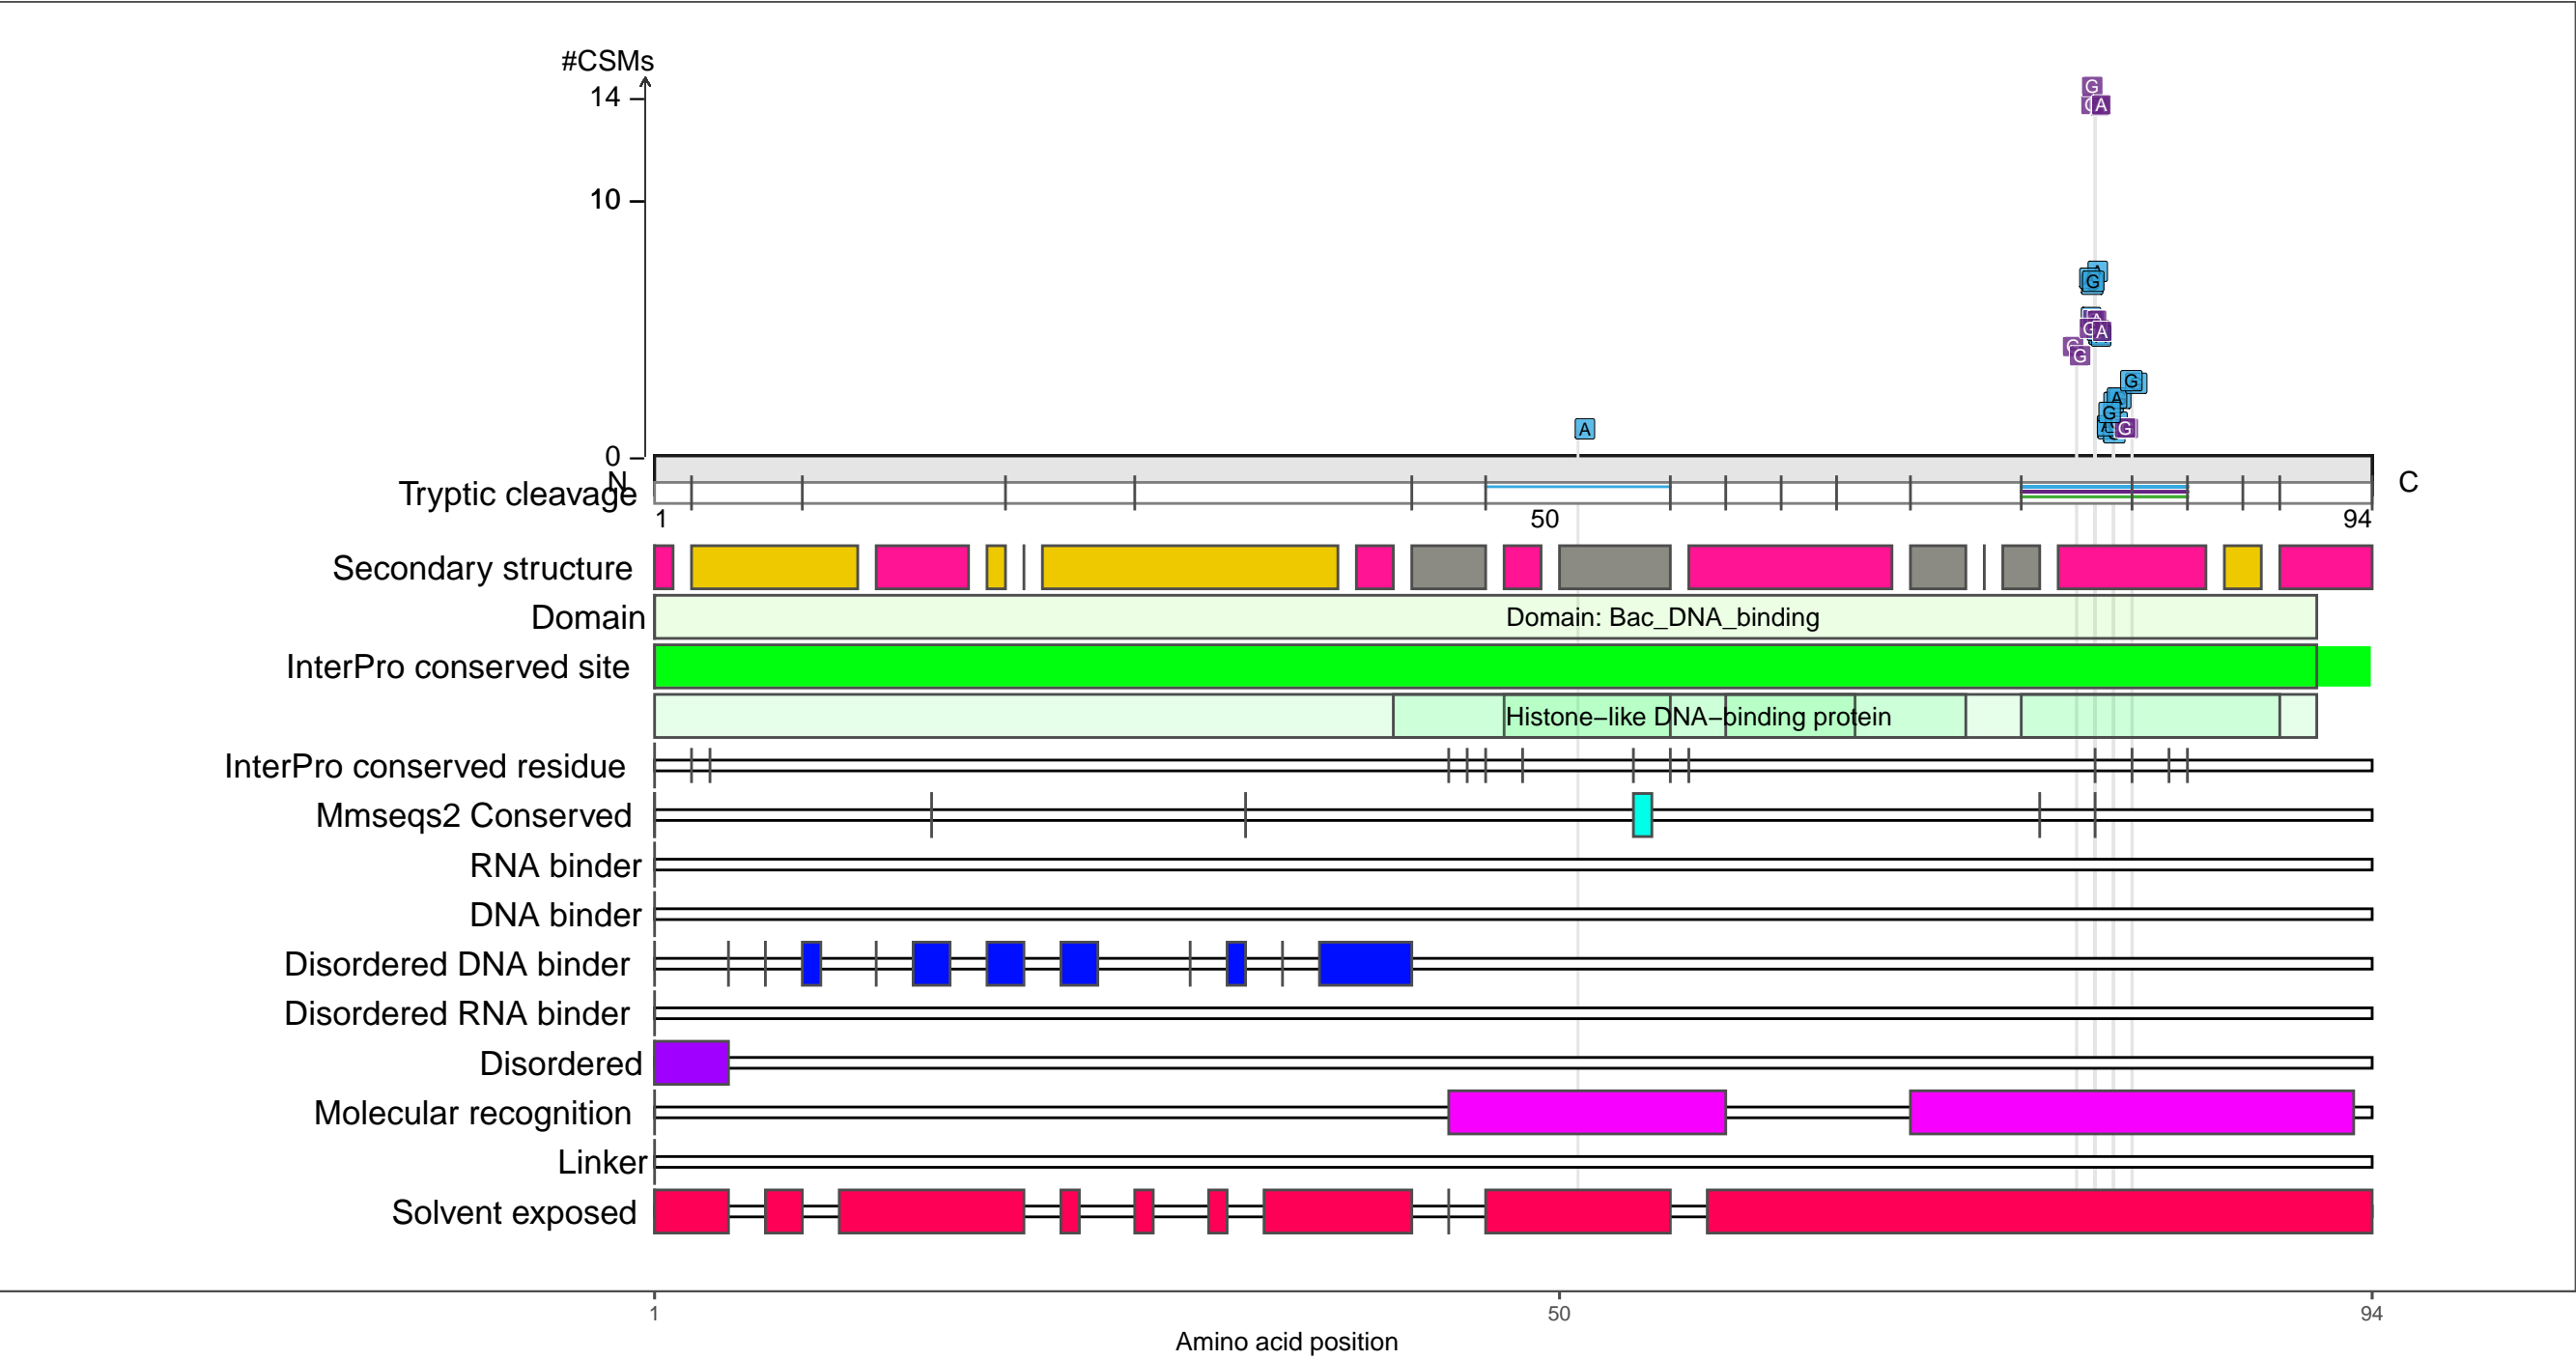 #CSMs
14
10
0
G
G A
A
G
G A
G A
G
G
A
G
A
G
A
N
C
Tryptic cleavage
1 50 94
Secondary structure
Domain
Domain: Bac_DNA_binding
InterPro conserved site
Histone−like DNA−binding protein
InterPro conserved residue
Mmseqs2 Conserved
RNA binder
DNA binder
Disordered DNA binder
Disordered RNA binder
Disordered
Molecular recognition
Linker
Solvent exposed
1 50 94
Amino acid position